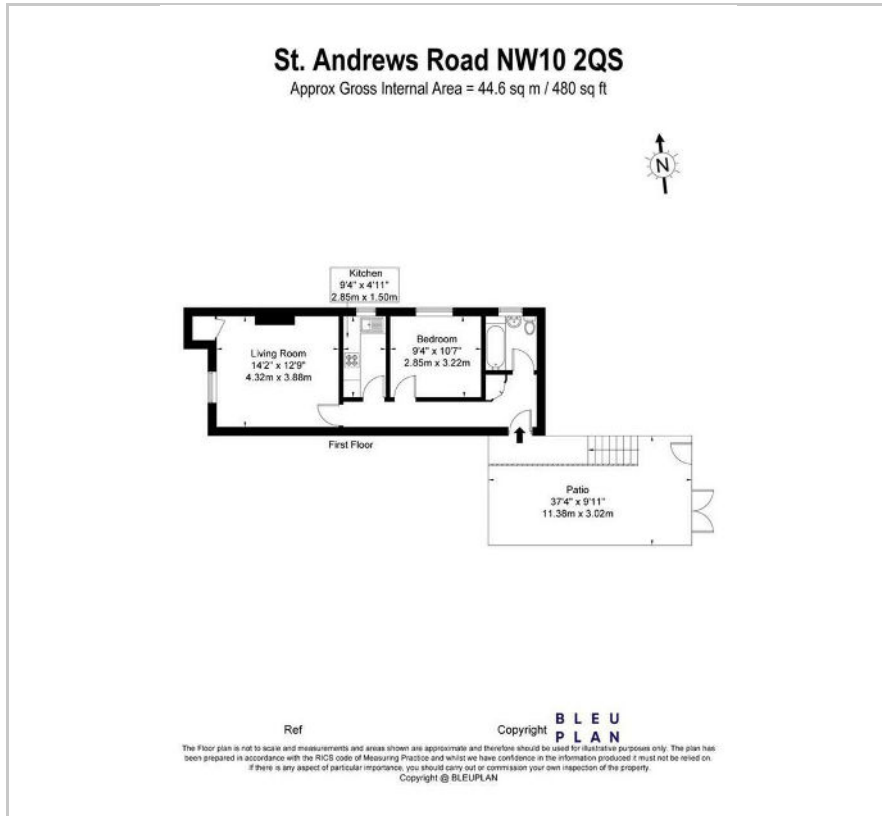 St. Andrews Road NW10 2QS
Approx Gross Internal Area = 44.6 sq m / 480 sq ft
N
Kitchen
9'4" x 4'11"
2.85m x 1.50m
Living Room
14'2" x 12'9"
4.32m x 3.88m
Bedroom
9'4" x 10'7"
2.85m x 3.22m
First Floor
Patio
37'4" x 9'11"
11.38m x 3.02m
Ref
Copyright
BLEU
PLAN
The Floor plan is not to scale and measurements and areas shown are approximate and therefore should be used for illustrative purposes only. The plan has
been prepared in accordance with the RICS code of Measuring Practice and whilst we have confidence in the information produced it must not be relied on.
If there is any aspect of particular importance, you should carry out or commission your own inspection of the property.
Copyright @ BLEUPLAN